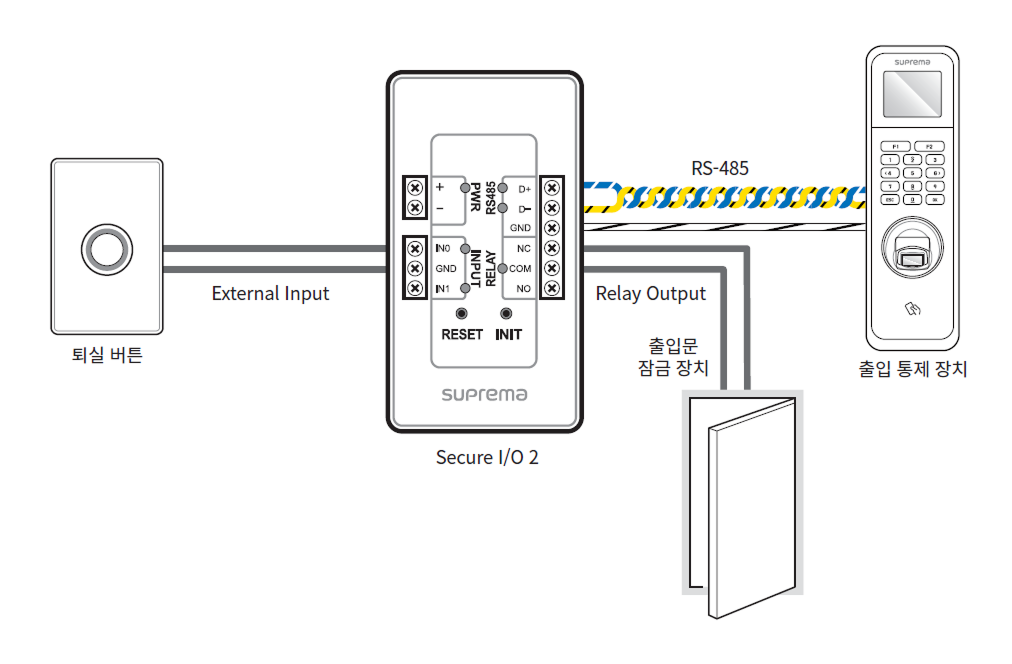 suprema
F1 F2
1 2 3
4 5 6
7 8 9
ESC 0 OK
RS-485
+
-
PWR
RS485
D+
D-
GND
IN0
GND
IN1
INPUT
RELAY
NC
COM
NO
RESET INIT
suprema
Secure I/O 2
External Input
퇴실 버튼
Relay Output
출입문
잠금 장치
출입 통제 장치